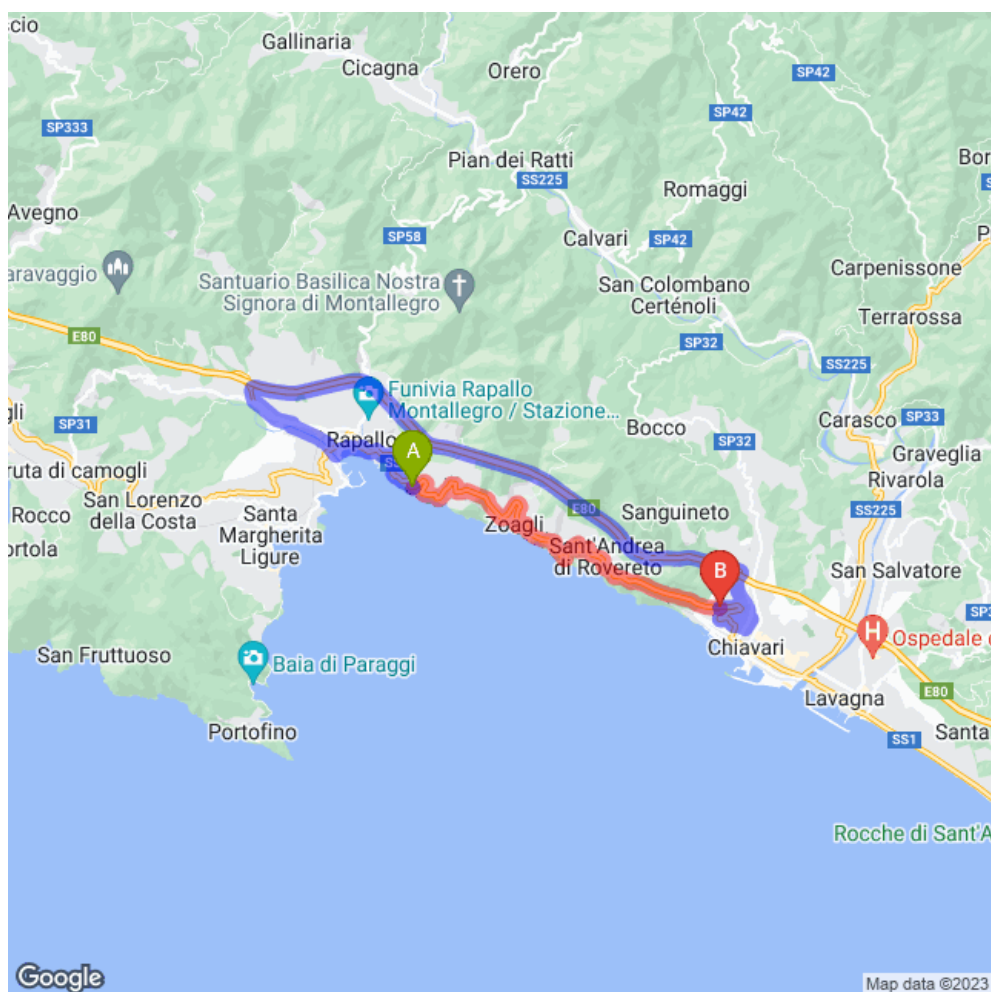 cio
Gallinaria
Cicagna
Orero
SP42
SP333
SP42
Pian dei Ratti
SS225
Bor
Romaggi
Avegno
SP58
Calvari
SP42
P
aravaggio
Santuario Basilica Nostra
Signora di Montallegro
San Colombano
Certénoli
Carpenissone
Terrarossa
E80
SP32
SS225
Funivia Rapallo
Montallegro / Stazione...
gli
SP31
Rapallo
A
Bocco
SP32
Carasco
SP33
Graveglia
Rivarola
ruta di camogli
San Lorenzo
della Costa
Rocco
Santa
Margherita
Ligure
Zoagli
E80
Sanguineto
SS225
ortola
Sant'Andrea
di Rovereto
B
San Salvatore
SP3
H
Ospedale d
San Fruttuoso
Baia di Paraggi
Chiavari
Lavagna
E80
Portofino
SS1
Santa
Rocche di Sant'A
Google
Map data ©2023